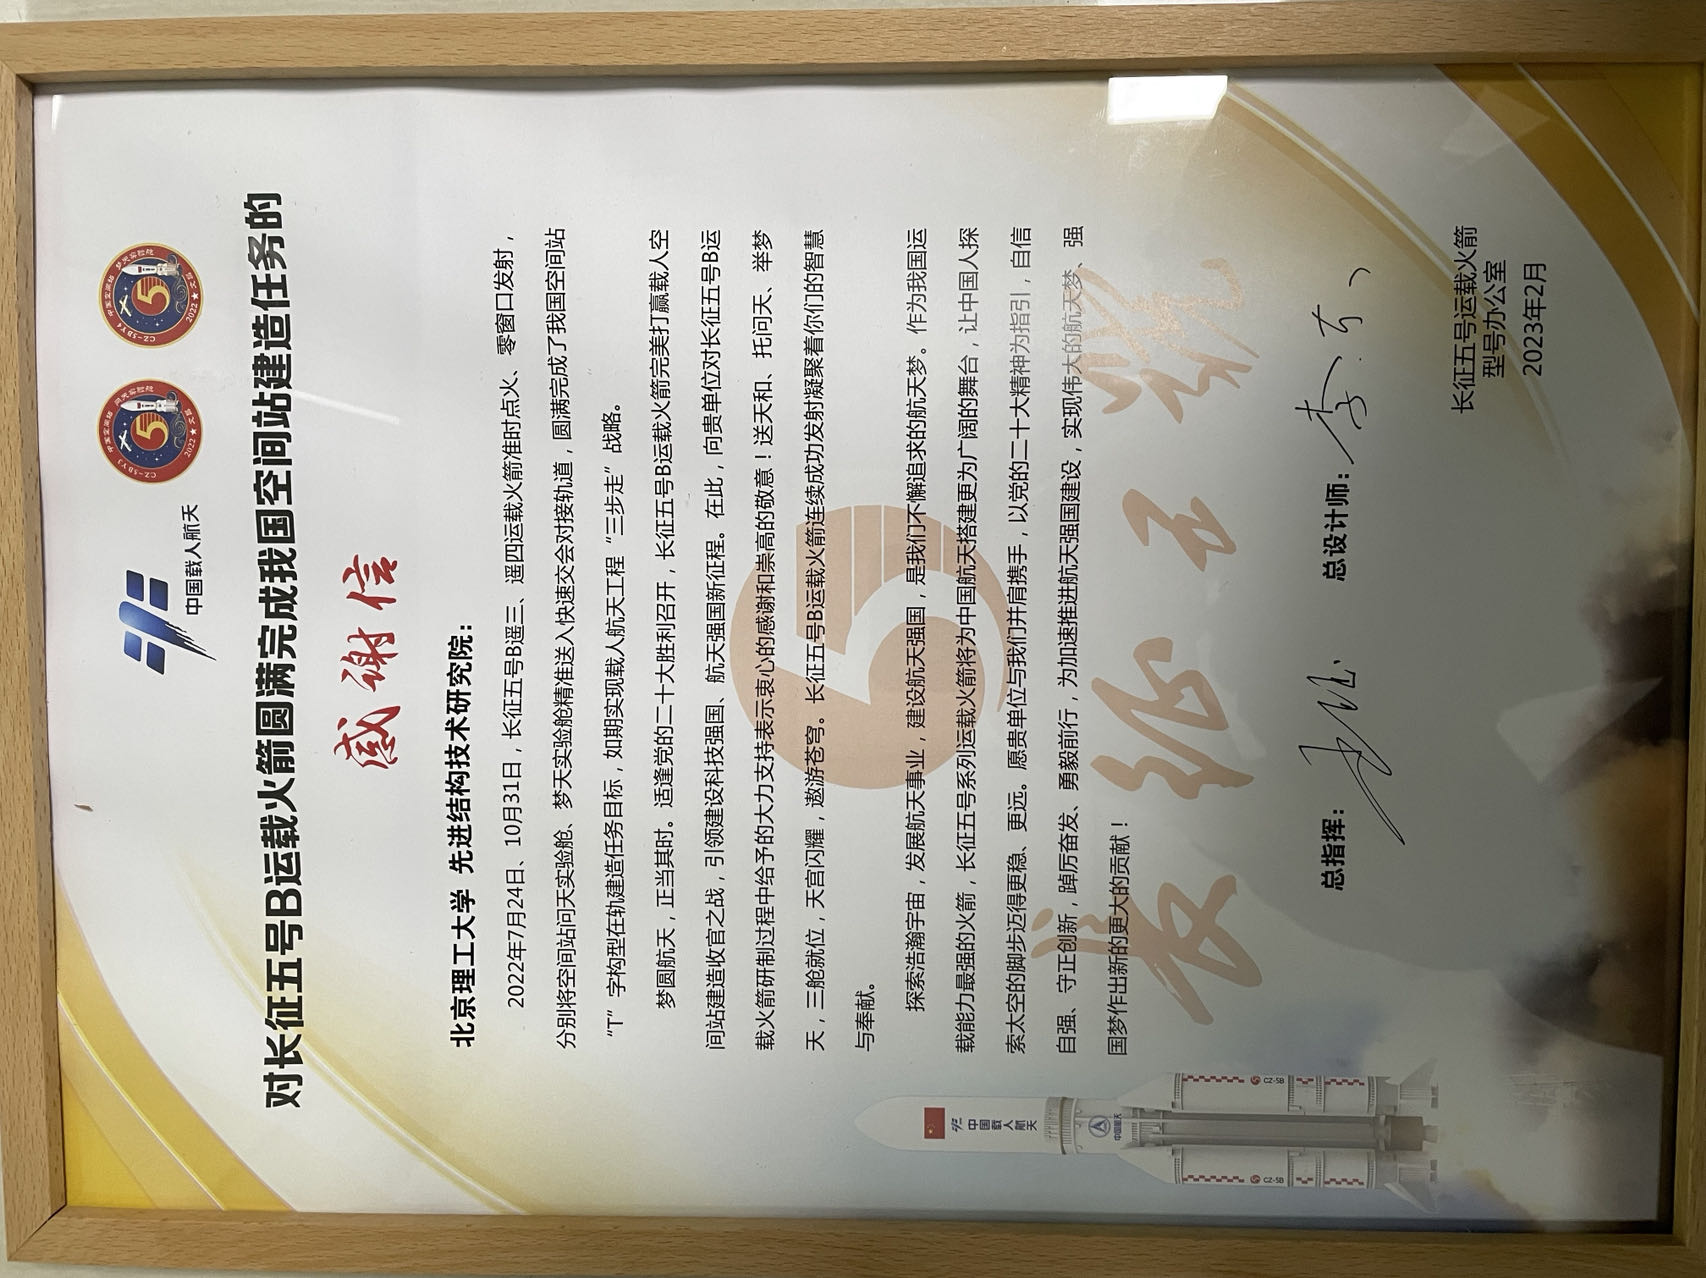 中国载人航天
对长征五号B运载火箭圆满完成我国空间站建造任务的
感谢信
北京理工大学 先进结构技术研究院：
2022年7月24日、10月31日，长征五号B遥三、遥四运载火箭准时点火、零窗口发射，
分别将空间站问天实验舱、梦天实验舱精准送入快速交会对接轨道，圆满完成了我国空间站
“T”字构型在轨建造任务目标，如期实现载人航天工程“三步走”战略。
梦圆航天，正当其时。适逢党的二十大胜利召开，长征五号B运载火箭完美打赢载人空
间站建造收官之战，引领建设科技强国、航天强国新征程。在此，向贵单位对长征五号B运
载火箭研制过程中给予的大力支持表示衷心的感谢和崇高的敬意！送天和、托问天、举梦
天，三舱就位，天宫闪耀，遨游苍穹。长征五号B运载火箭连续成功发射凝聚着你们的智慧
与奉献。
探索浩瀚宇宙，发展航天事业，建设航天强国，是我们不懈追求的航天梦。作为我国运
载能力最强的火箭，长征五号系列运载火箭将为中国航天搭建更为广阔的舞台，让中国人探
索太空的脚步迈得更稳、更远。愿贵单位与我们并肩携手，以党的二十大精神为指引，自信
自强、守正创新，踔厉奋发、勇毅前行，为加速推进航天强国建设，实现伟大的航天梦、强
国梦作出新的更大的贡献！
长征五号
总指挥：
总设计师：
长征五号运载火箭
型号办公室
2023年2月
中国载人航天
中国航天
CZ-5B
CZ-5B